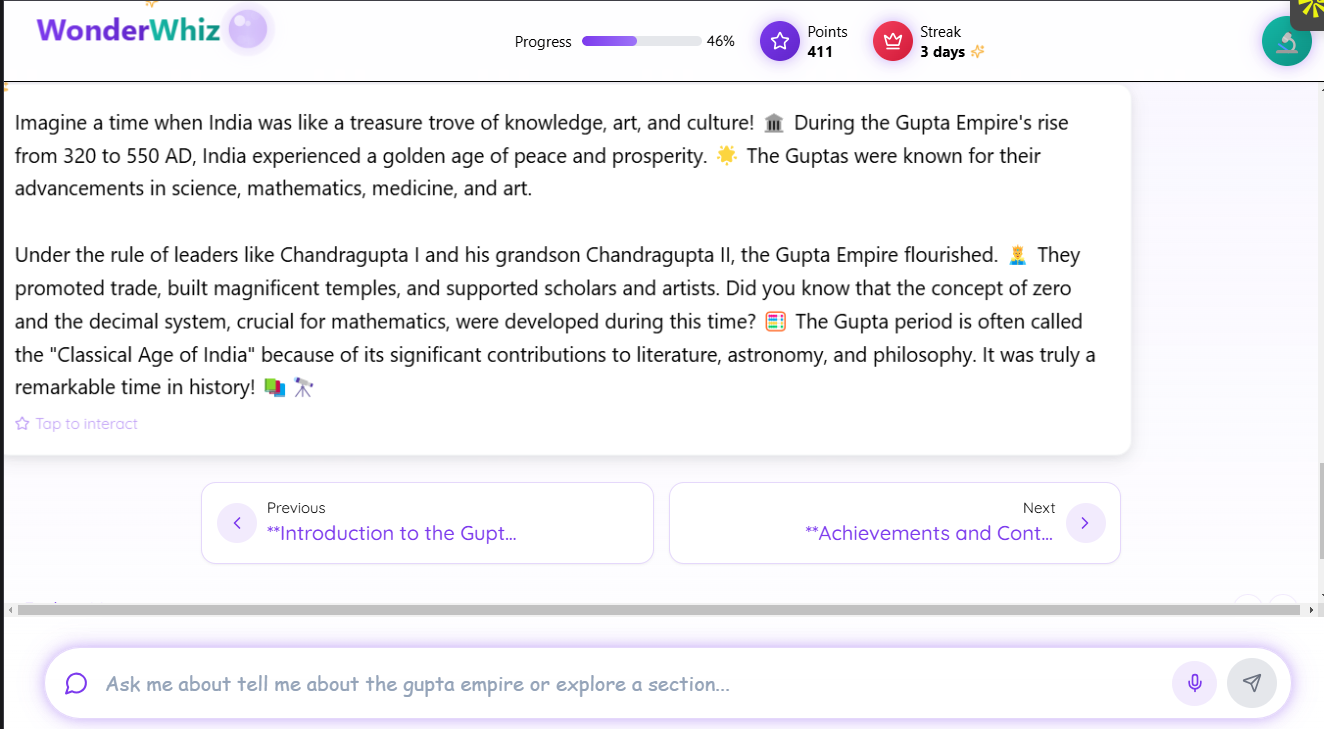 WonderWhiz
Progress 46%
Points
411
Streak
3 days
Imagine a time when India was like a treasure trove of knowledge, art, and culture! 🏛️ During the Gupta Empire's rise
from 320 to 550 AD, India experienced a golden age of peace and prosperity. 🌟 The Guptas were known for their
advancements in science, mathematics, medicine, and art.
Under the rule of leaders like Chandragupta I and his grandson Chandragupta II, the Gupta Empire flourished. 🤴 They
promoted trade, built magnificent temples, and supported scholars and artists. Did you know that the concept of zero
and the decimal system, crucial for mathematics, were developed during this time? 🧮 The Gupta period is often called
the "Classical Age of India" because of its significant contributions to literature, astronomy, and philosophy. It was truly a
remarkable time in history! 📚 🔭
Tap to interact
Previous
**Introduction to the Gupt...
Next
**Achievements and Cont...
Ask me about tell me about the gupta empire or explore a section...